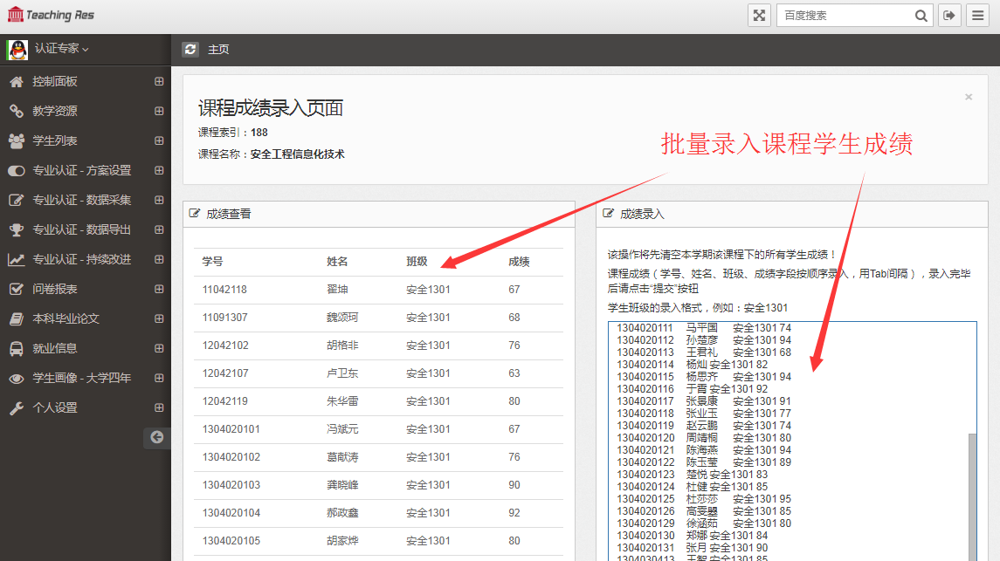 Teaching Res
百度搜索
认证专家
主页
控制面板
教学资源
学生列表
专业认证 - 方案设置
专业认证 - 数据采集
专业认证 - 数据导出
专业认证 - 持续改进
问卷报表
本科毕业论文
就业信息
学生画像 - 大学四年
个人设置
课程成绩录入页面
×
课程索引：188
课程名称：安全工程信息化技术
批量录入课程学生成绩
成绩查看
学号 姓名 班级 成绩
11042118 翟坤 安全1301 67
11091307 魏颂珂 安全1301 68
12042102 胡格非 安全1301 76
12042107 卢卫东 安全1301 63
12042119 朱华雷 安全1301 80
1304020101 冯斌元 安全1301 67
1304020102 葛献涛 安全1301 76
1304020103 龚晓峰 安全1301 90
1304020104 郝政鑫 安全1301 92
1304020105 胡家烨 安全1301 80
成绩录入
该操作将先清空本学期该课程下的所有学生成绩！
课程成绩（学号、姓名、班级、成绩字段按顺序录入，用Tab间隔），录入完毕
后请点击“提交”按钮
学生班级的录入格式，例如：安全1301
1304020111 马平国 安全1301 74
1304020112 孙楚彦 安全1301 94
1304020113 王君礼 安全1301 68
1304020114 杨灿 安全1301 82
1304020115 杨思齐 安全1301 94
1304020116 于霄 安全1301 92
1304020117 张景康 安全1301 91
1304020118 张业玉 安全1301 77
1304020119 赵云鹏 安全1301 74
1304020120 周靖桐 安全1301 80
1304020121 陈海燕 安全1301 94
1304020122 陈玉莹 安全1301 89
1304020123 楚悦 安全1301 83
1304020124 杜健 安全1301 85
1304020125 杜莎莎 安全1301 95
1304020126 高雯 安全1301 85
1304020129 徐涵茹 安全1301 80
1304020130 郑娜 安全1301 84
1304020131 张月 安全1301 90
1304030413 王智 安全1301 85